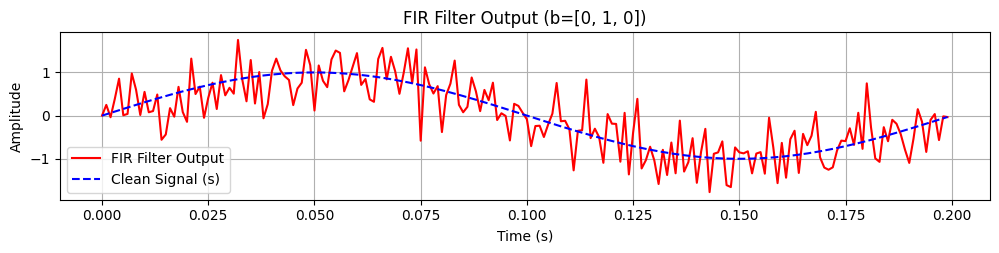 FIR Filter Output (b=[0, 1, 0])
Amplitude
1
0
−1
FIR Filter Output
Clean Signal (s)
0.000 0.025 0.050 0.075 0.100 0.125 0.150 0.175 0.200
Time (s)